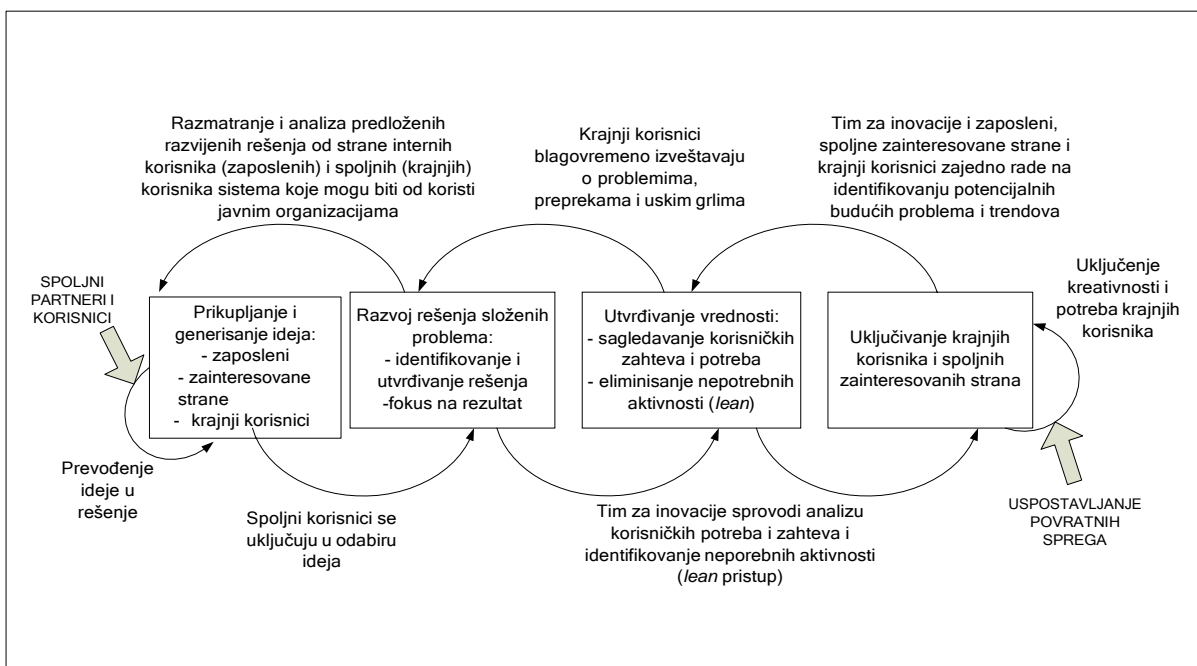 Razmatranje i analiza predloženih
razvijenih rešenja od strane internih
korisnika (zaposlenih) i spoljnih (krajnjih)
korisnika sistema koje mogu biti od koristi
javnim organizacijama
Krajnji korisnici
blagovremeno izveštavaju
o problemima,
preprekama i uskim grlima
Tim za inovacije i zaposleni,
spoljne zainteresovane strane i
krajnji korisnici zajedno rade na
identifikovanju potencijalnih
budućih problema i trendova
Uključenje
kreativnosti i
potreba krajnjih
korisnika
SPOLJNI
PARTNERI I
KORISNICI
Prikupljanje i
generisanje ideja:
- zaposleni
- zainteresovane
strane
- krajnji korisnici
Razvoj rešenja složenih
problema:
- identifikovanje i
utvrđivanje rešenja
-fokus na rezultat
Utvrđivanje vrednosti:
- sagledavanje korisničkih
zahteva i potreba
- eliminisanje nepotrebnih
aktivnosti (lean)
Uključivanje krajnjih
korisnika i spoljnih
zainteresovanih strana
Prevođenje
ideje u
rešenje
Spoljni korisnici se
uključuju u odabiru
ideja
Tim za inovacije sprovodi analizu
korisničkih potreba i zahteva i
identifikovanje neporebnih aktivnosti
(lean pristup)
USPOSTAVLJANJE
POVRATNIH
SPREGA